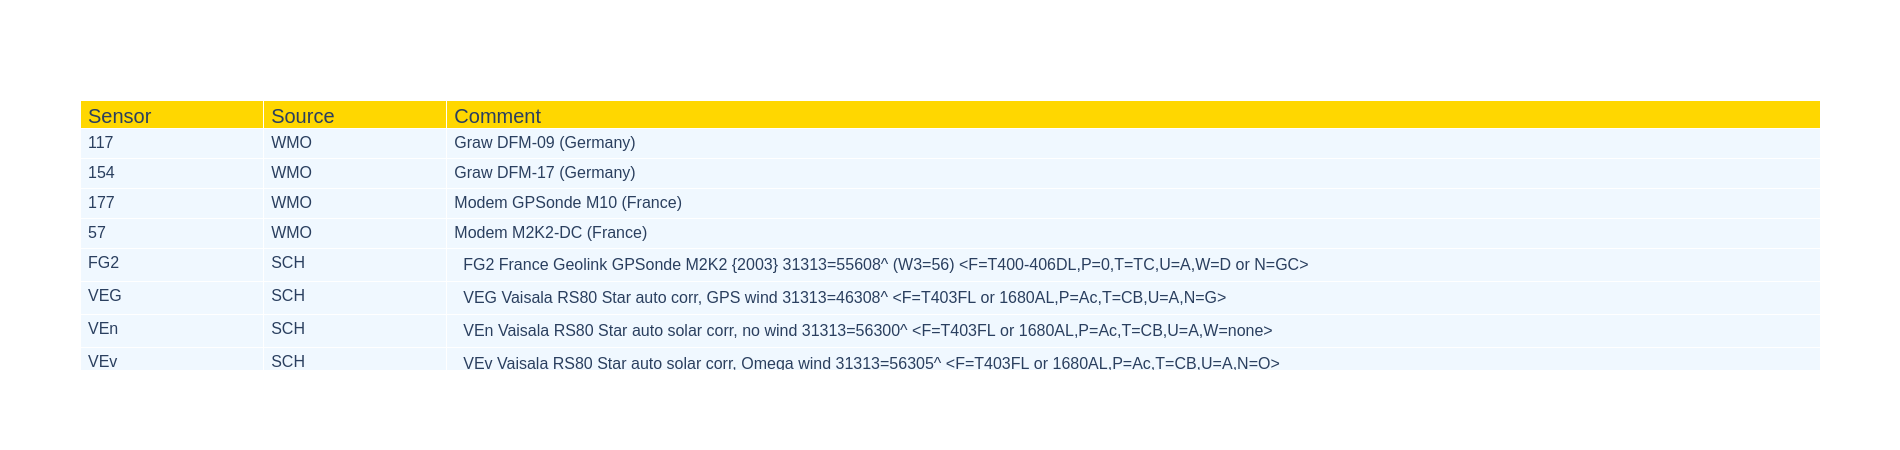 Sensor Source Comment
117 WMO Graw DFM-09 (Germany)
154 WMO Graw DFM-17 (Germany)
177 WMO Modem GPSonde M10 (France)
57 WMO Modem M2K2-DC (France)
FG2 SCH FG2 France Geolink GPSonde M2K2 {2003} 31313=55608^ (W3=56) <F=T400-406DL,P=0,T=TC,U=A,W=D or N=GC>
VEG SCH VEG Vaisala RS80 Star auto corr, GPS wind 31313=46308^ <F=T403FL or 1680AL,P=Ac,T=CB,U=A,N=G>
VEn SCH VEn Vaisala RS80 Star auto solar corr, no wind 31313=56300^ <F=T403FL or 1680AL,P=Ac,T=CB,U=A,W=none>
VEv SCH VEv Vaisala RS80 Star auto solar corr, Omega wind 31313=56305^ <F=T403FL or 1680AL,P=Ac,T=CB,U=A,N=O>